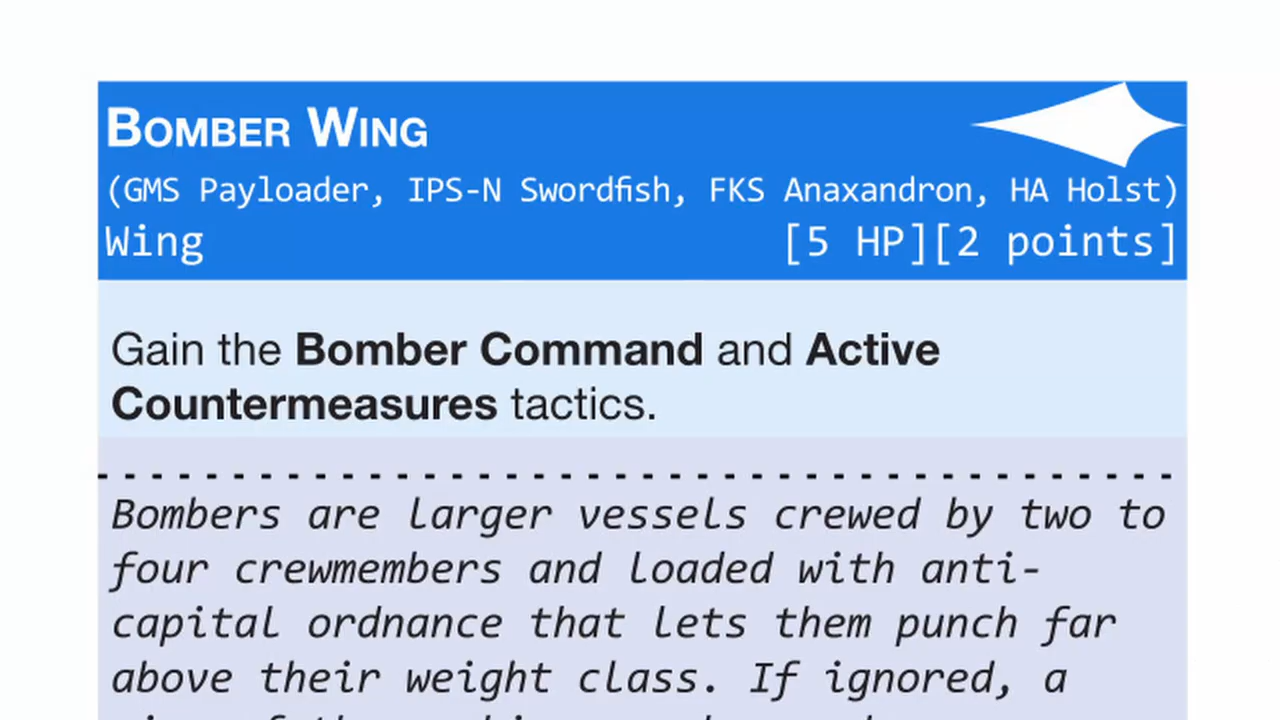 BOMBER WING
(GMS Payloader, IPS-N Swordfish, FKS Anaxandron, HA Holst)
Wing [5 HP][2 points]
Gain the Bomber Command and Active
Countermeasures tactics.
Bombers are larger vessels crewed by two to
four crewmembers and loaded with anti-
capital ordnance that lets them punch far
above their weight class. If ignored, a